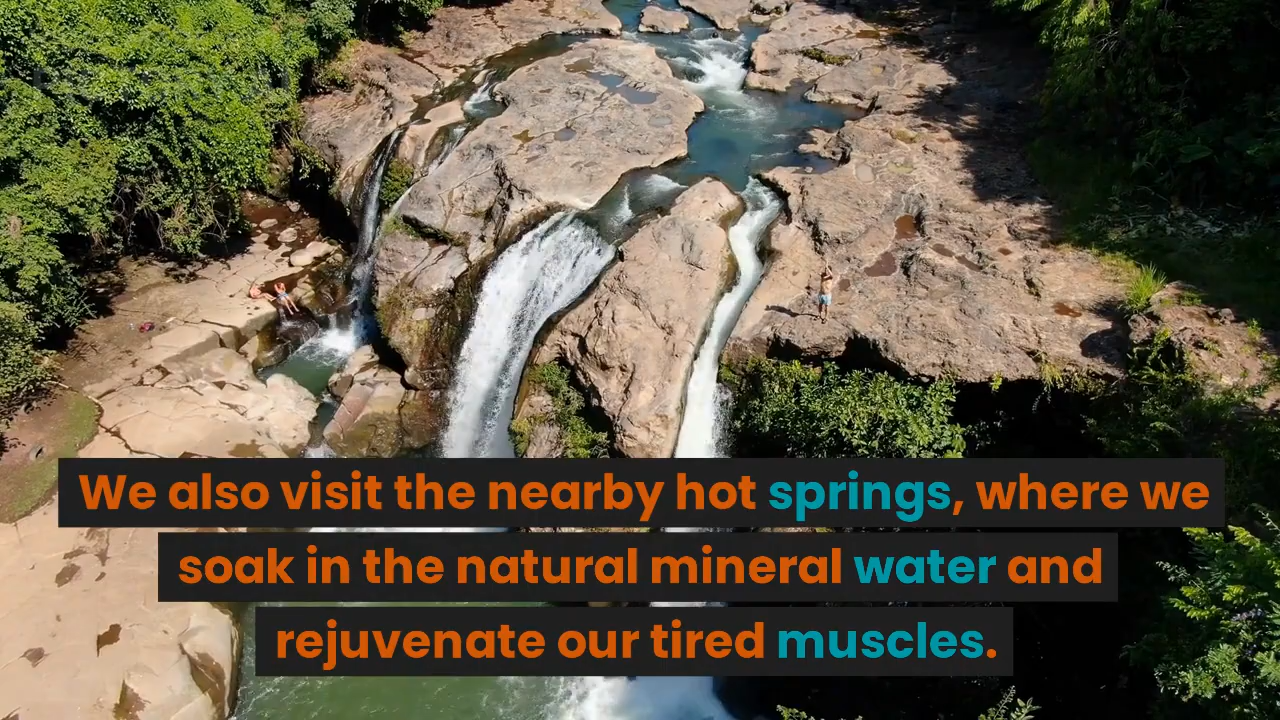 We also visit the nearby hot springs, where we
soak in the natural mineral water and
rejuvenate our tired muscles.